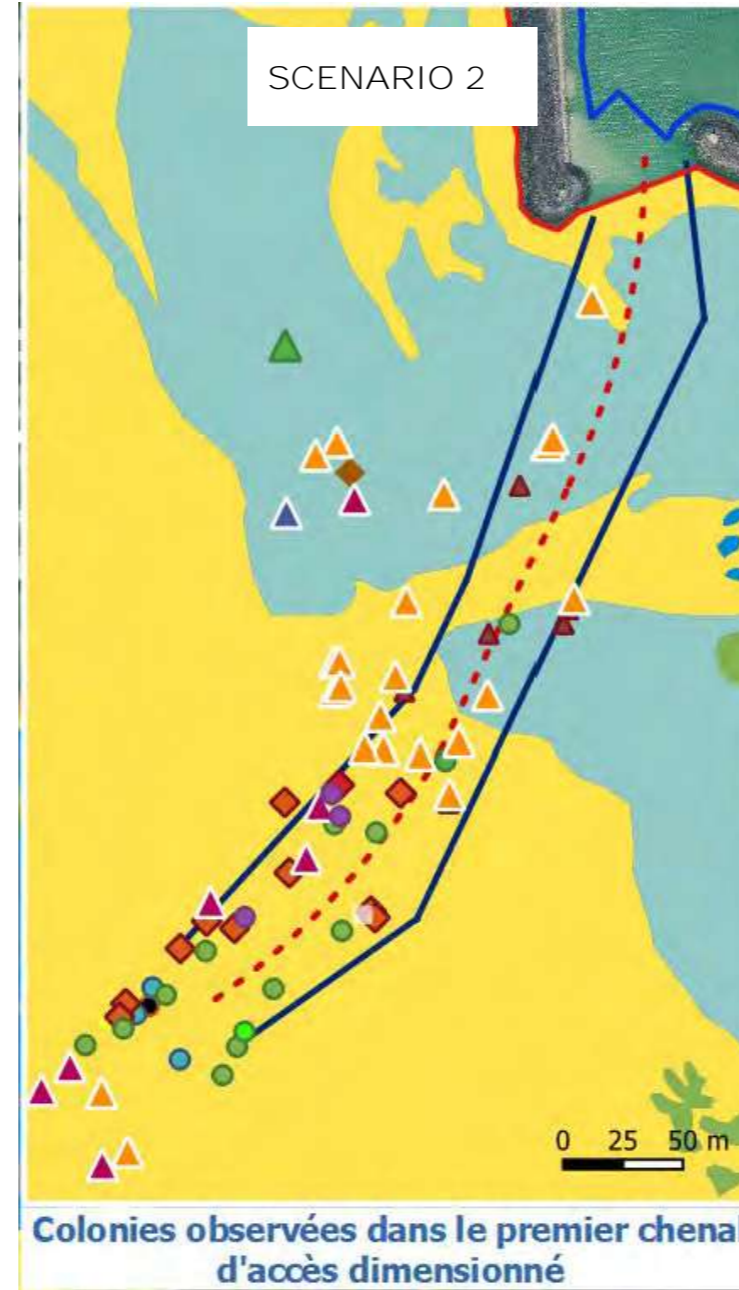 SCENARIO 2
0 25 50 m
Colonies observées dans le premier chenal
d'accès dimensionné